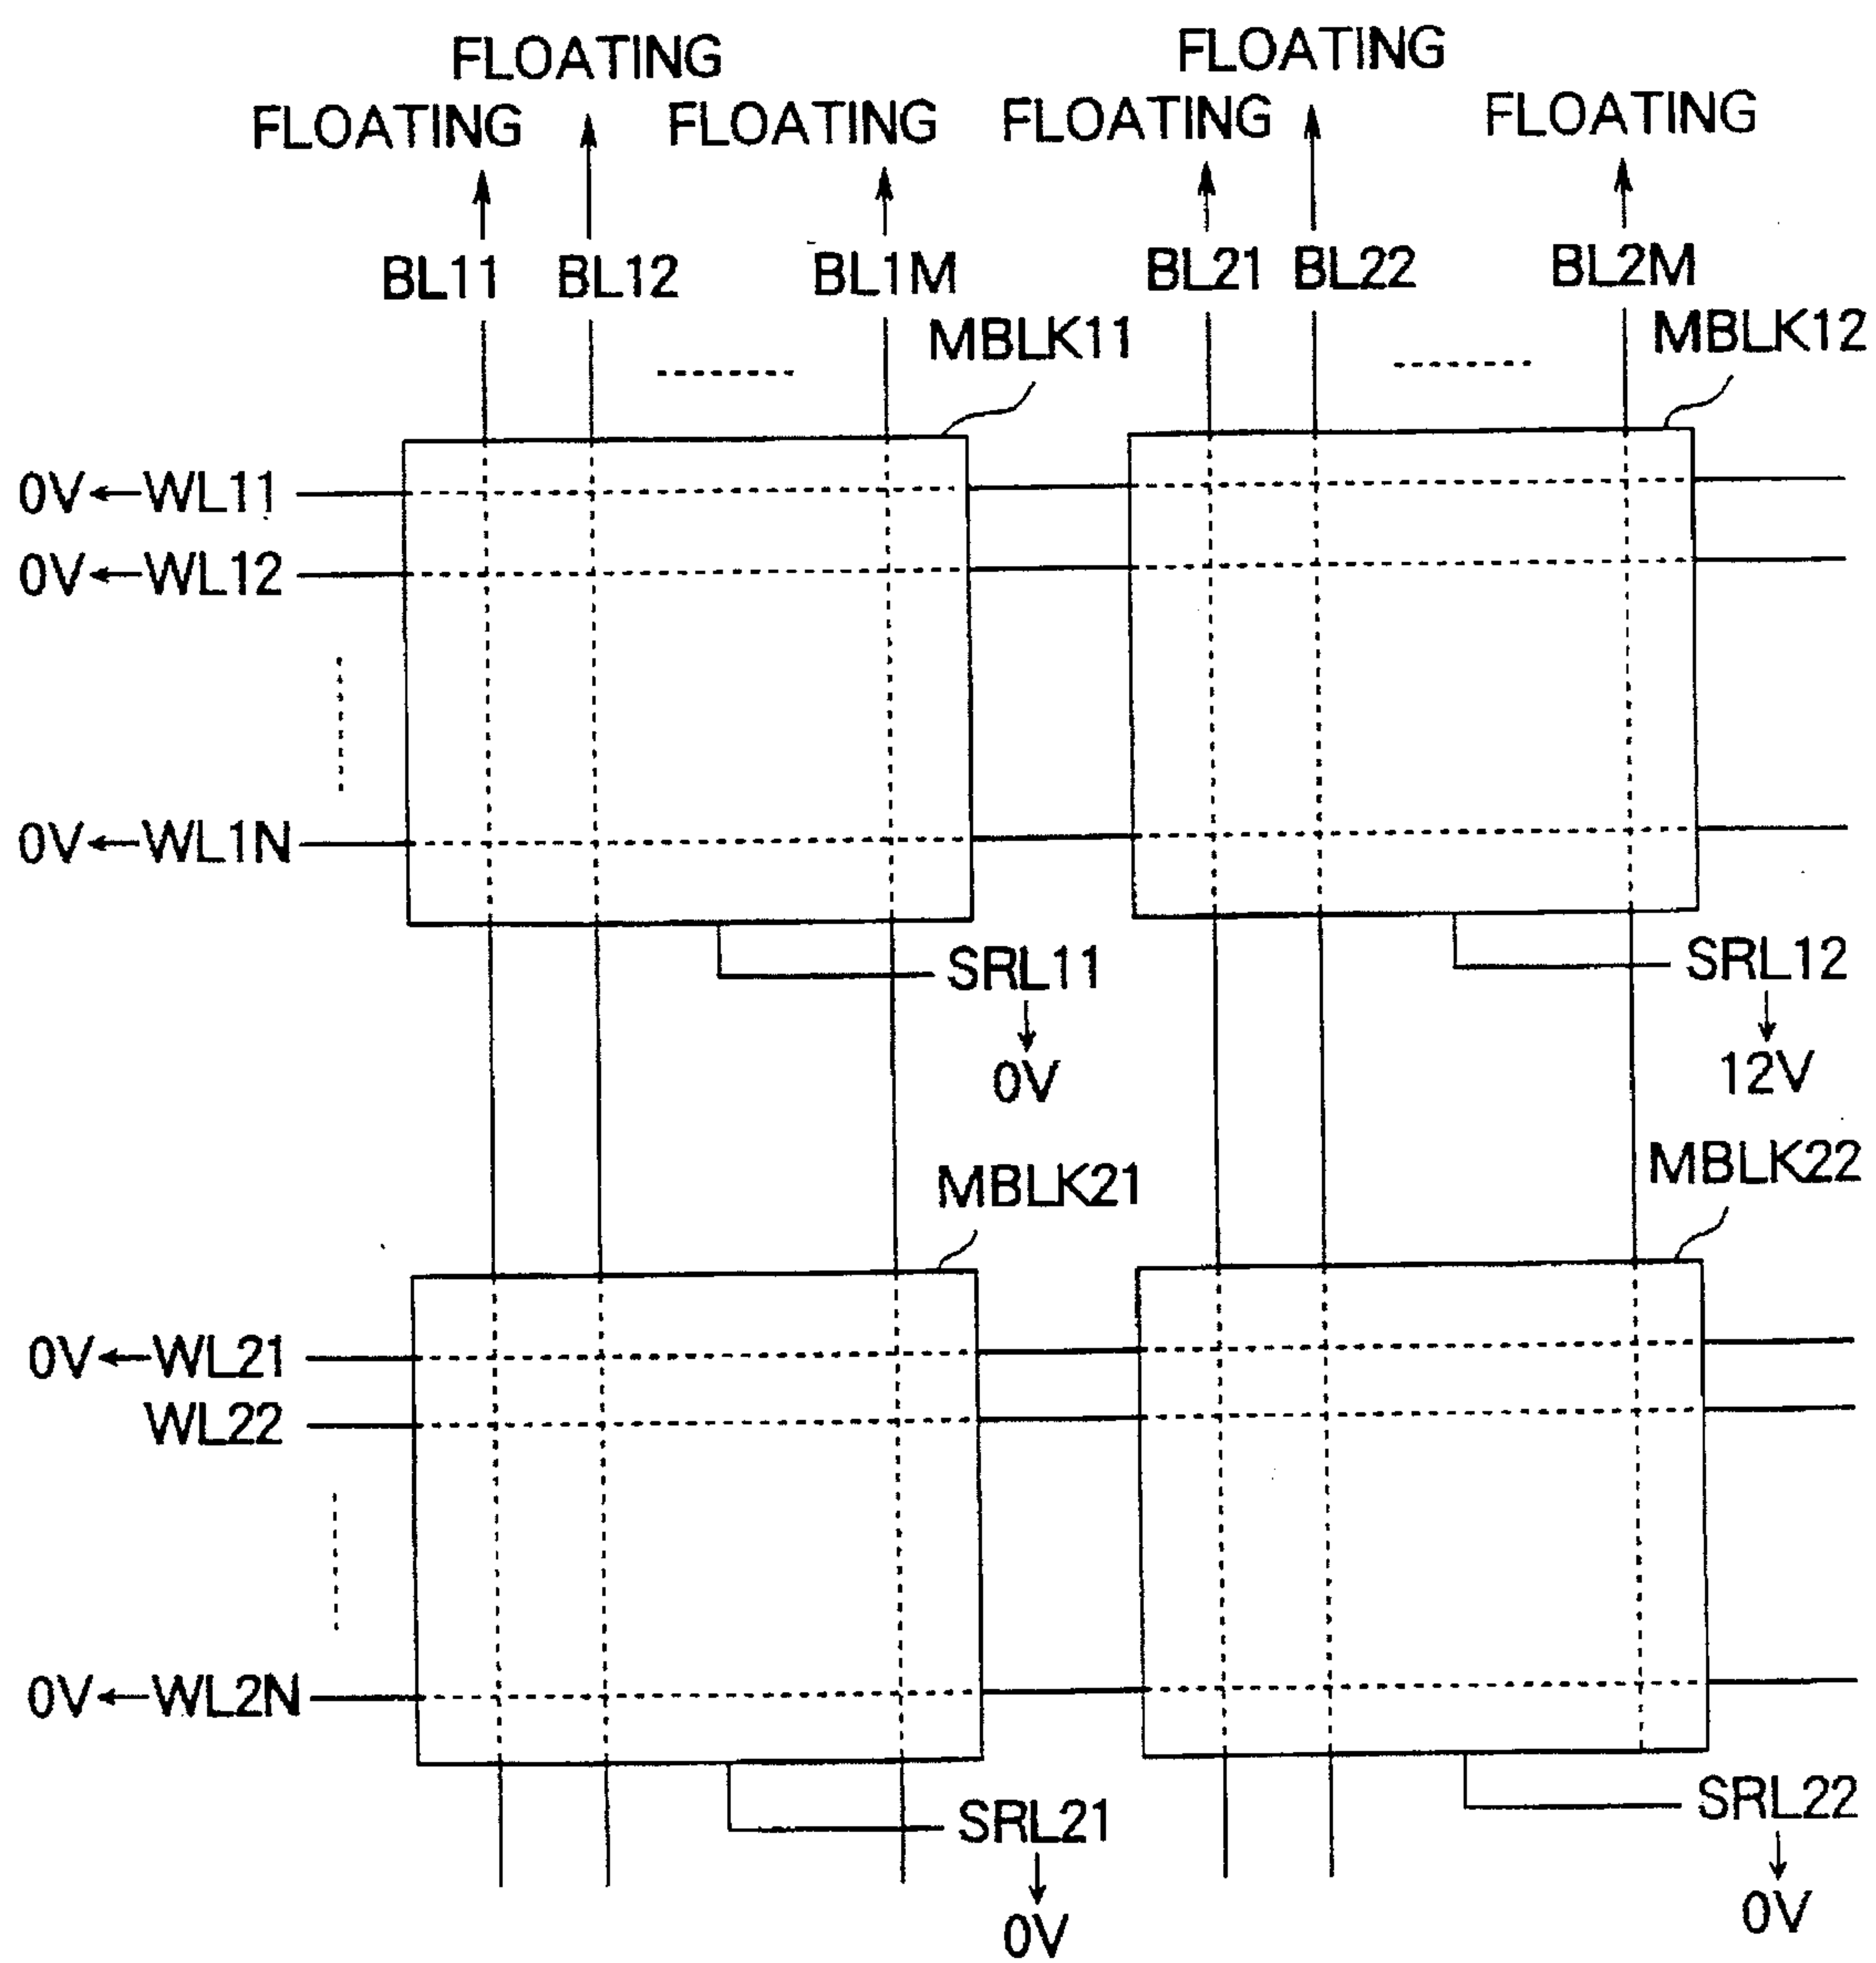 FLOATING FLOATING
FLOATING FLOATING FLOATING FLOATING
BL11 BL12 BL1M BL21 BL22 BL2M
MBLK11 MBLK12
0V←WL11
0V←WL12
0V←WL1N
SRL11 SRL12
0V 12V
MBLK21 MBLK22
0V←WL21
WL22
0V←WL2N
SRL21 SRL22
0V 0V